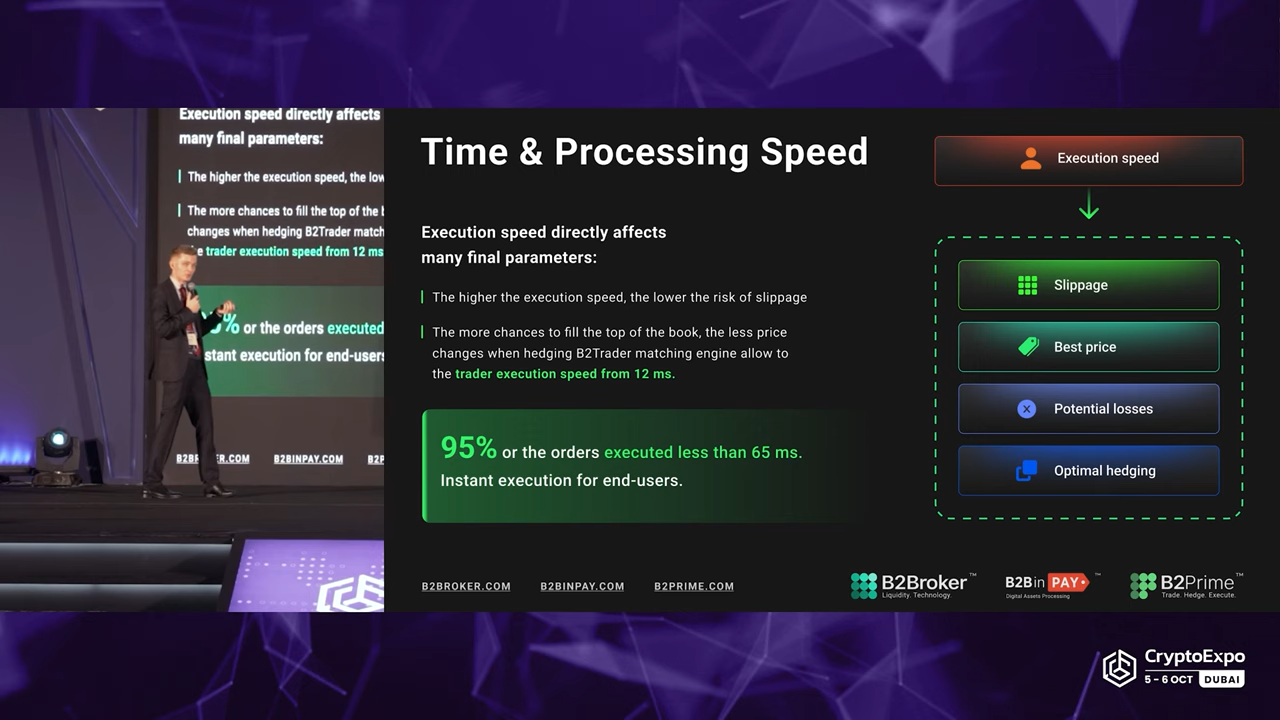 Execution speed directly affects
many final parameters:
The higher the execution speed, the
The more chances to fill the top of the
changes when hedging B2Trader
trader execution speed from 12 ms
% or the orders executed
execution for end-users
B2BINPAY.COM
Time & Processing Speed
Execution speed directly affects
many final parameters:
The higher the execution speed, the lower the risk of slippage
The more chances to fill the top of the book, the less price
changes when hedging B2Trader matching engine allow to
the trader execution speed from 12 ms.
95% or the orders executed less than 65 ms.
Instant execution for end-users.
Execution speed
Slippage
Best price
Potential losses
Optimal hedging
B2BROKER.COM B2BINPAY.COM B2PRIME.COM
B2Broker™
Liquidity. Technology.
B2BinPAY™
Digital Assets Processing
B2Prime™
Trade. Hedge. Execute.
CryptoExpo
5 - 6 OCT DUBAI